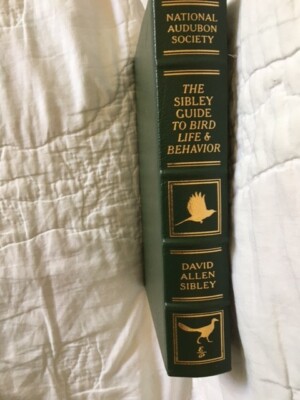 NATIONAL
AUDUBON
SOCIETY
THE
SIBLEY
GUIDE
TO BIRD
LIFE &
BEHAVIOR
DAVID
ALLEN
SIBLEY